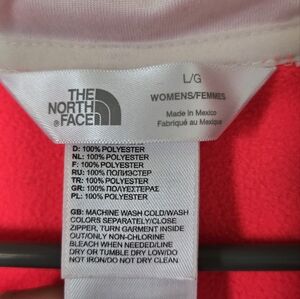 THE
NORTH
FACE
L/G
WOMENS/FEMMES
Made in Mexico
Fabriqué au Mexique
D: 100% POLYESTER
NL: 100% POLYESTER
F: 100% POLYESTER
RU: 100% ПОЛИЭСТЕР
TR: 100% POLYESTER
GR: 100% ΠΟΛΥΕΣΤΕΡΑΣ
PL: 100% POLYESTER
GB: MACHINE WASH COLD/WASH
COLORS SEPARATELY/CLOSE
ZIPPER, TURN GARMENT INSIDE
OUT/ONLY NON-CHLORINE
BLEACH WHEN NEEDED/LINE
DRY OR TUMBLE DRY LOW/DO
NOT IRON/DO NOT DRY CLEAN